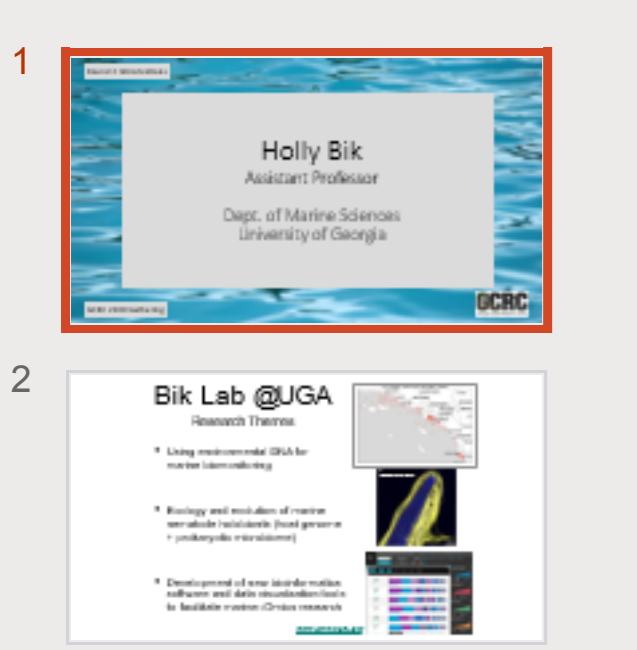 1
Holly Bik
Assistant Professor
Dept. of Marine Sciences
University of Georgia
GCRC
2
Bik Lab @UGA
Research Themes
• Using environmental DNA for
marine biomonitoring
• Ecology and evolution of marine
nematode holobionts (host genome
+ prokaryotic microbiome)
• Development of new bioinformatics
software and data visualization tools
to facilitate marine -Omics research